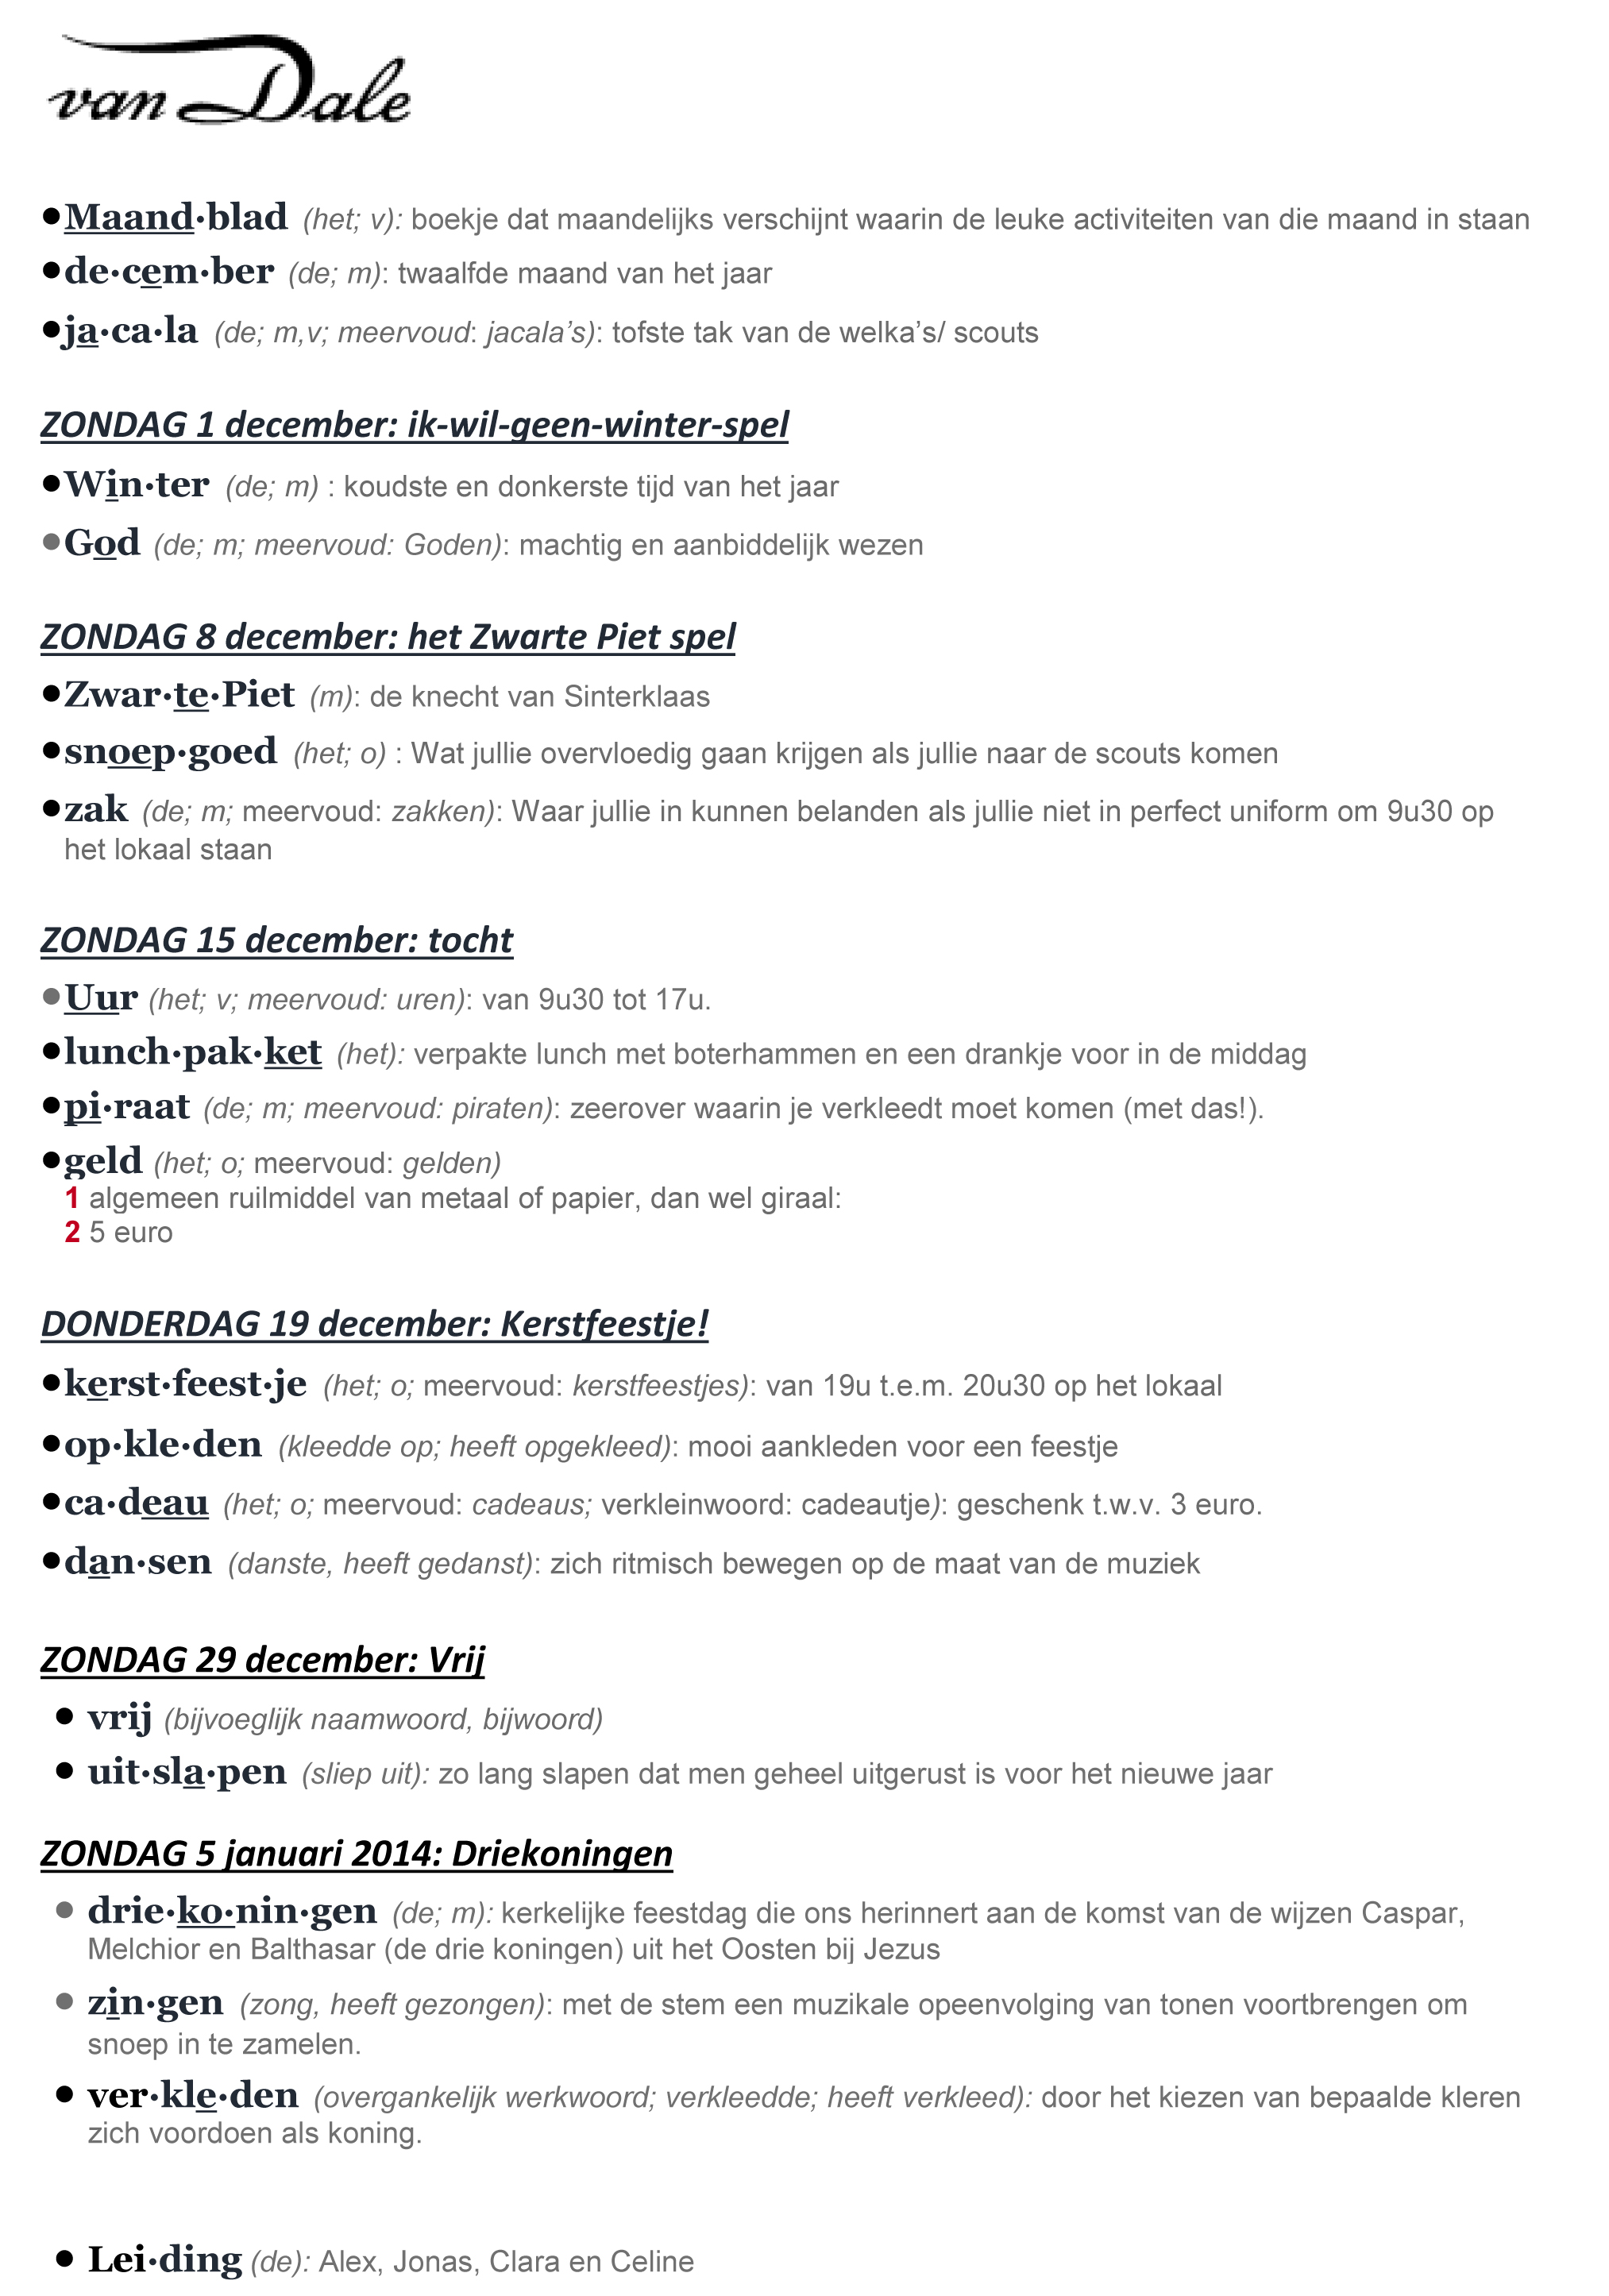 van Dale
●Maand·blad (het; v): boekje dat maandelijks verschijnt waarin de leuke activiteiten van die maand in staan
●de·cem·ber (de; m): twaalfde maand van het jaar
●ja·ca·la (de; m,v; meervoud: jacala’s): tofste tak van de welka’s/ scouts
ZONDAG 1 december: ik-wil-geen-winter-spel
●Win·ter (de; m) : koudste en donkerste tijd van het jaar
●God (de; m; meervoud: Goden): machtig en aanbiddelijk wezen
ZONDAG 8 december: het Zwarte Piet spel
●Zwar·te·Piet (m): de knecht van Sinterklaas
●snoep·goed (het; o) : Wat jullie overvloedig gaan krijgen als jullie naar de scouts komen
●zak (de; m; meervoud: zakken): Waar jullie in kunnen belanden als jullie niet in perfect uniform om 9u30 op
het lokaal staan
ZONDAG 15 december: tocht
●Uur (het; v; meervoud: uren): van 9u30 tot 17u.
●lunch·pak·ket (het): verpakte lunch met boterhammen en een drankje voor in de middag
●pi·raat (de; m; meervoud: piraten): zeerover waarin je verkleedt moet komen (met das!).
●geld (het; o; meervoud: gelden)
1 algemeen ruilmiddel van metaal of papier, dan wel giraal:
2 5 euro
DONDERDAG 19 december: Kerstfeestje!
●kerst·feest·je (het; o; meervoud: kerstfeestjes): van 19u t.e.m. 20u30 op het lokaal
●op·kle·den (kleedde op; heeft opgekleed): mooi aankleden voor een feestje
●ca·deau (het; o; meervoud: cadeaus; verkleinwoord: cadeautje): geschenk t.w.v. 3 euro.
●dan·sen (danste, heeft gedanst): zich ritmisch bewegen op de maat van de muziek
ZONDAG 29 december: Vrij
● vrij (bijvoeglijk naamwoord, bijwoord)
● uit·sla·pen (sliep uit): zo lang slapen dat men geheel uitgerust is voor het nieuwe jaar
ZONDAG 5 januari 2014: Driekoningen
● drie·ko·nin·gen (de; m): kerkelijke feestdag die ons herinnert aan de komst van de wijzen Caspar,
Melchior en Balthasar (de drie koningen) uit het Oosten bij Jezus
● zin·gen (zong, heeft gezongen): met de stem een muzikale opeenvolging van tonen voortbrengen om
snoep in te zamelen.
● ver·kle·den (overgankelijk werkwoord; verkleedde; heeft verkleed): door het kiezen van bepaalde kleren
zich voordoen als koning.
● Lei·ding (de): Alex, Jonas, Clara en Celine